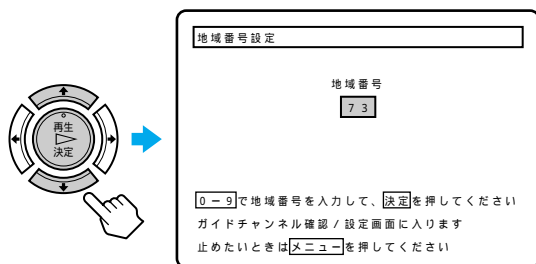 地域番号設定
地域番号
73
再生
決定
0－9で地域番号を入力して、決定を押してください
ガイドチャンネル確認/設定画面に入ります
止めたいときはメニューを押してください